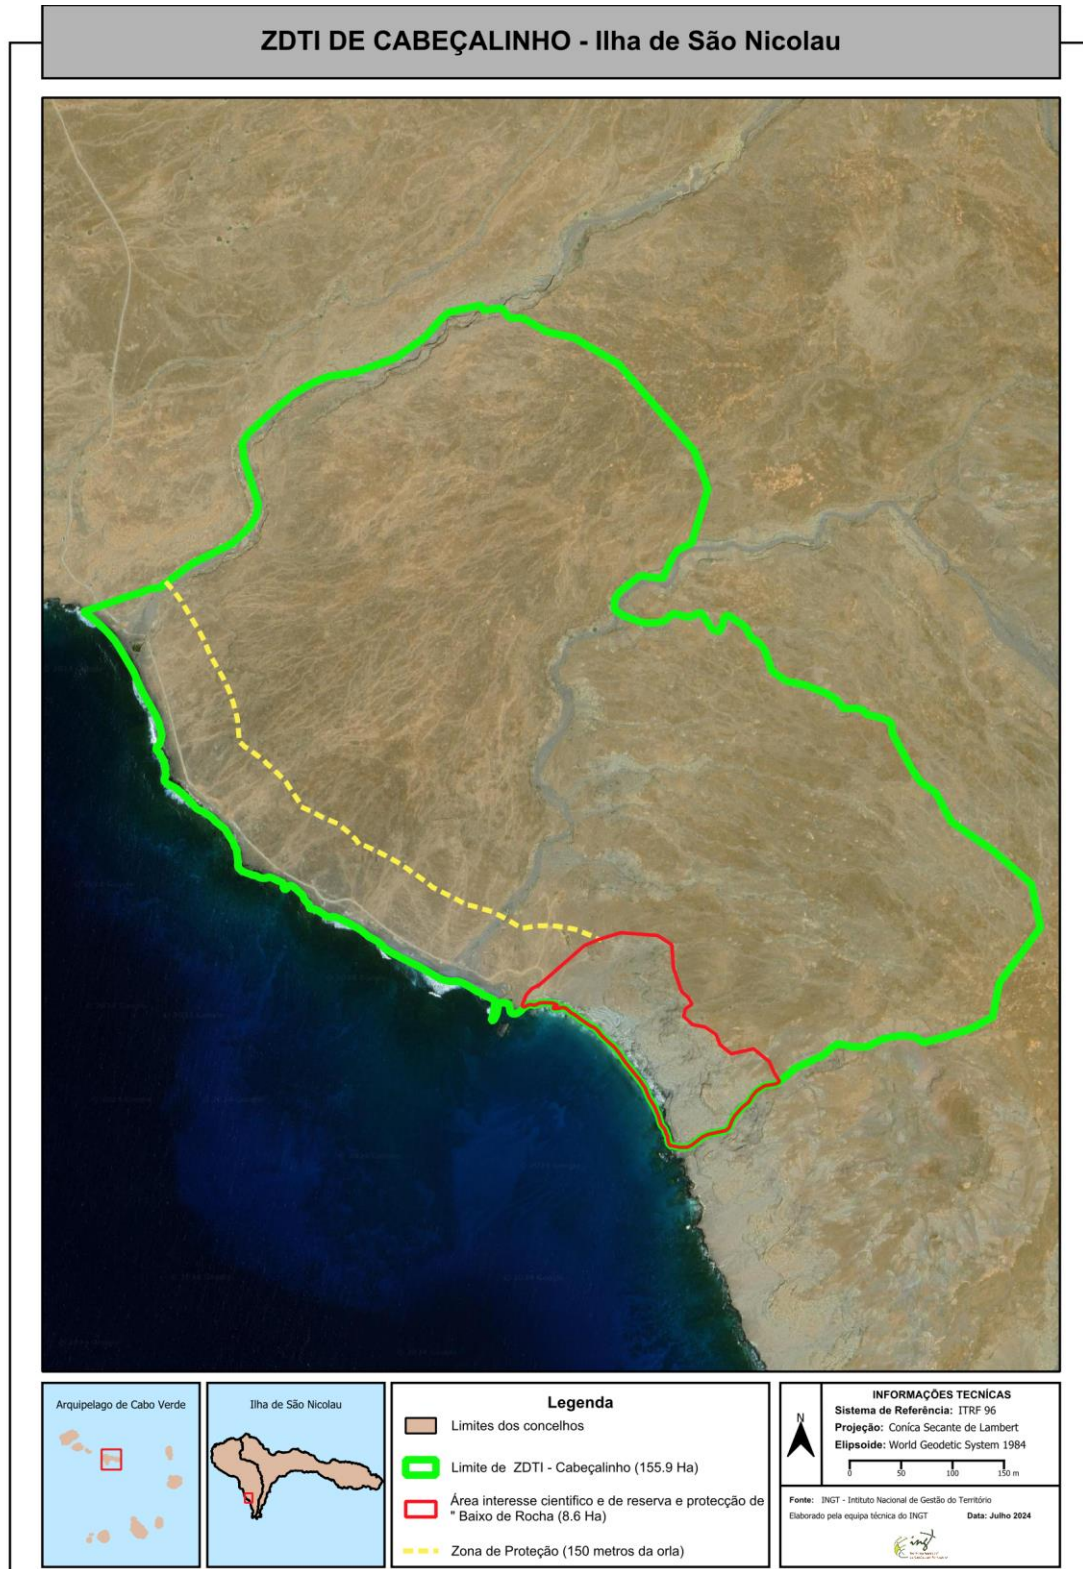 ZDTI DE CABEÇALINHO - Ilha de São Nicolau
Arquipelago de Cabo Verde
Ilha de São Nicolau
Legenda
Limites dos concelhos
Limite de ZDTI - Cabeçalinho (155.9 Ha)
Área interesse cientifico e de reserva e protecção de
" Baixo de Rocha (8.6 Ha)
Zona de Proteção (150 metros da orla)
N
INFORMAÇÕES TECNÍCAS
Sistema de Referência: ITRF 96
Projeção: Coníca Secante de Lambert
Elipsoide: World Geodetic System 1984
0 50 100 150 m
Fonte: INGT - Intituto Nacional de Gestão do Território
Elaborado pela equipa técnica do INGT Data: Julho 2024
ingt